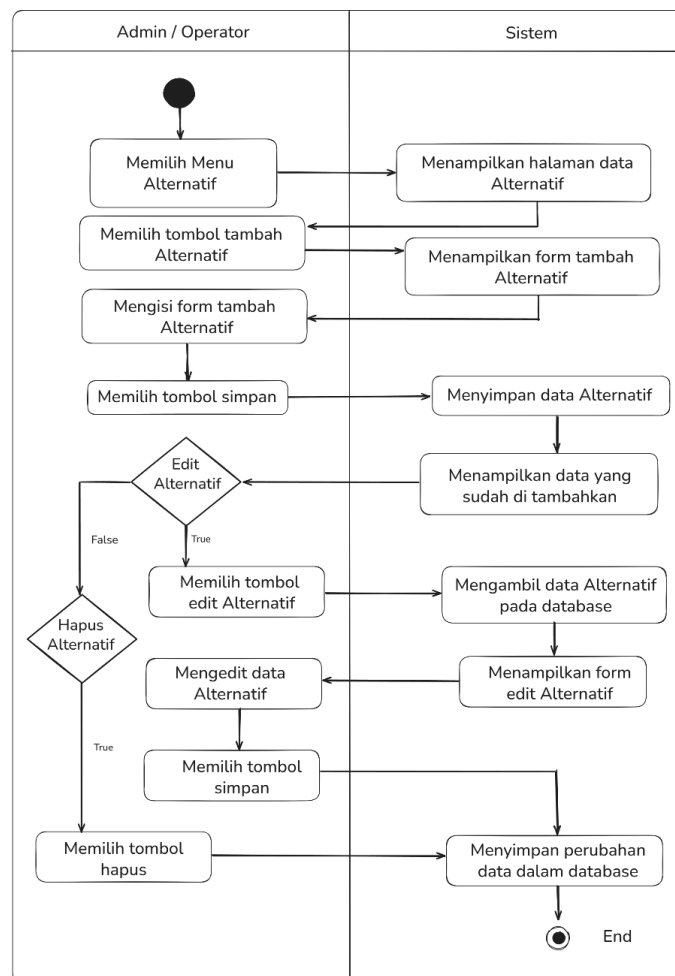 Admin / Operator
Sistem
Memilih Menu
Alternatif
Menampilkan halaman data
Alternatif
Memilih tombol tambah
Alternatif
Menampilkan form tambah
Alternatif
Mengisi form tambah
Alternatif
Memilih tombol simpan
Menyimpan data Alternatif
Edit
Alternatif
Menampilkan data yang
sudah di tambahkan
False
True
Memilih tombol
edit Alternatif
Mengambil data Alternatif
pada database
Hapus
Alternatif
Mengedit data
Alternatif
Menampilkan form
edit Alternatif
True
Memilih tombol
simpan
Memilih tombol
hapus
Menyimpan perubahan
data dalam database
End